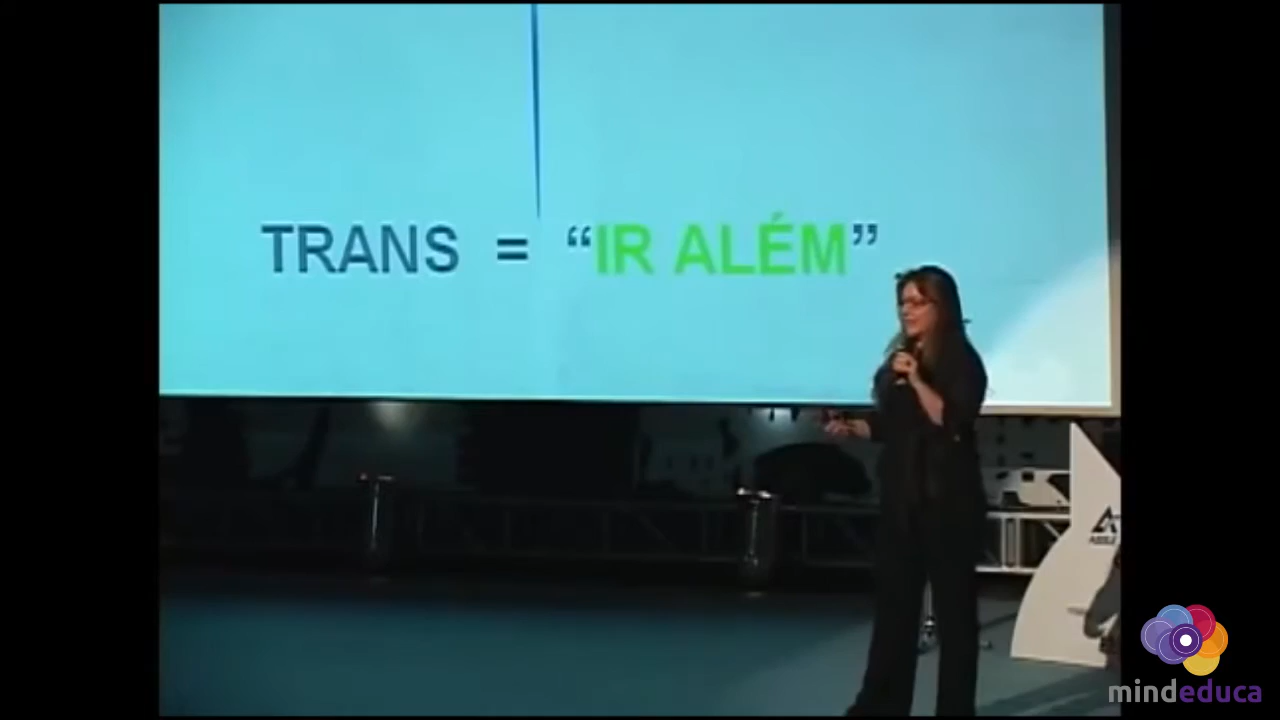 TRANS = “IR ALÉM”
mindeduca